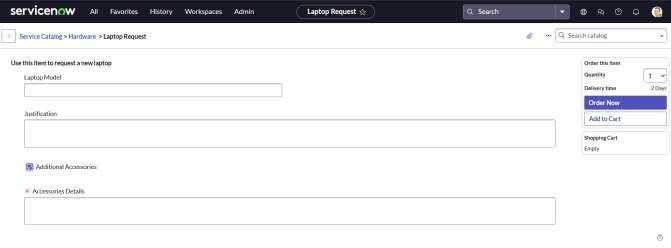 servicenow All Favorites History Workspaces Admin Laptop Request ☆ Search
Service Catalog > Hardware > Laptop Request Search catalog
Use this item to request a new laptop
Order this item
Laptop Model
Quantity 1
Delivery time 2 Days
Order Now
Justification
Add to Cart
Shopping Cart
Empty
Additional Accessories
* Accessories Details